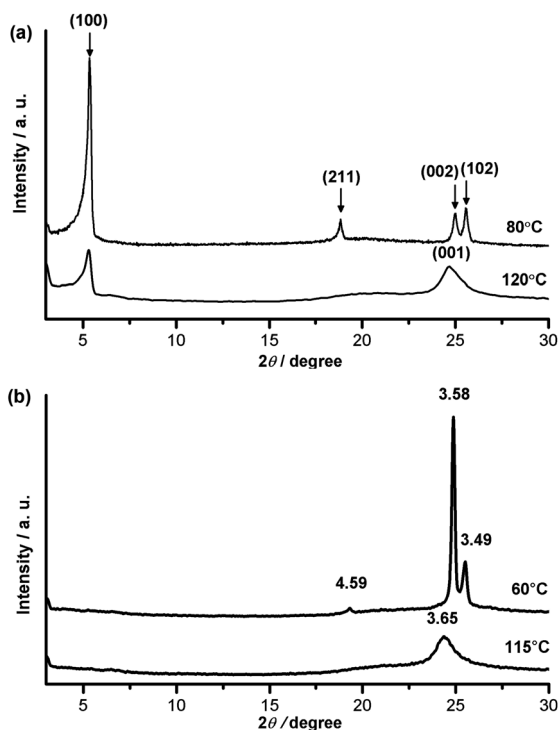 (a)
(100)
(211)
(002)
(102)
80°C
(001)
120°C
Intensity / a. u.
5 10 15 20 25 30
2θ / degree
(b)
3.58
3.49
4.59
60°C
3.65
115°C
Intensity / a. u.
5 10 15 20 25 30
2θ / degree